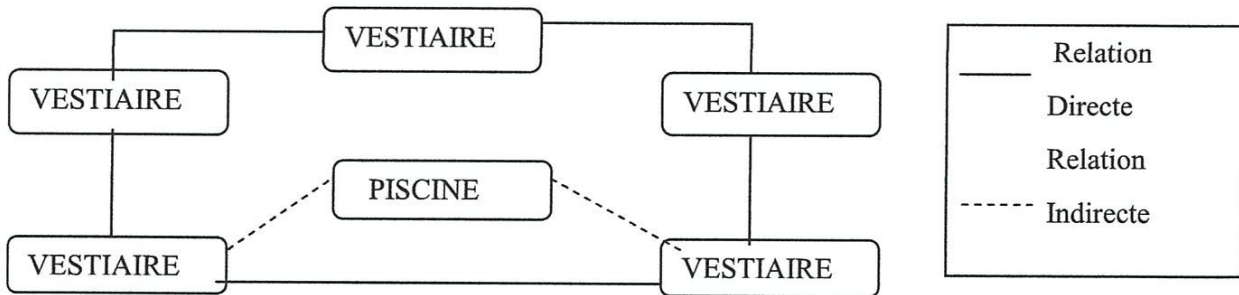 VESTIAIRE
VESTIAIRE
VESTIAIRE
PISCINE
VESTIAIRE
VESTIAIRE
Relation
Directe
Relation
Indirecte